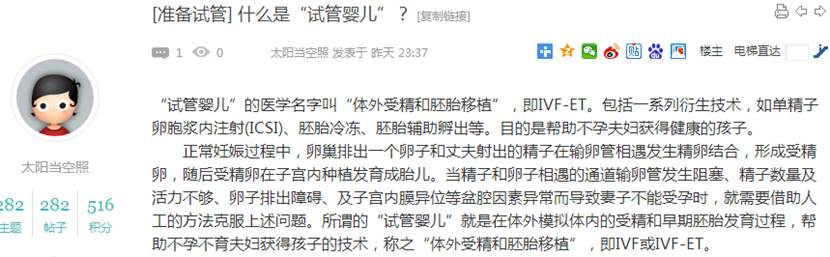 [准备试管] 什么是“试管婴儿”？ [复制链接]
1 0 太阳当空照 发表于 昨天 23:37 楼主 电梯直达
“试管婴儿”的医学名字叫“体外受精和胚胎移植”，即IVF-ET。包括一系列衍生技术，如单精子
卵胞浆内注射(ICSI)、胚胎冷冻、胚胎辅助孵出等。目的是帮助不孕夫妇获得健康的孩子。
正常妊娠过程中，卵巢排出一个卵子和丈夫射出的精子在输卵管相遇发生精卵结合，形成受精
卵，随后受精卵在子宫内种植发育成胎儿。当精子和卵子相遇的通道输卵管发生阻塞、精子数量及
活力不够、卵子排出障碍、及子宫内膜异位等盆腔因素异常而导致妻子不能受孕时，就需要借助人
工的方法克服上述问题。所谓的“试管婴儿”就是在体外模拟体内的受精和早期胚胎发育过程，帮
助不孕不育夫妇获得孩子的技术，称之“体外受精和胚胎移植”，即IVF或IVF-ET。
太阳当空照
282 282 516
主题 帖子 积分